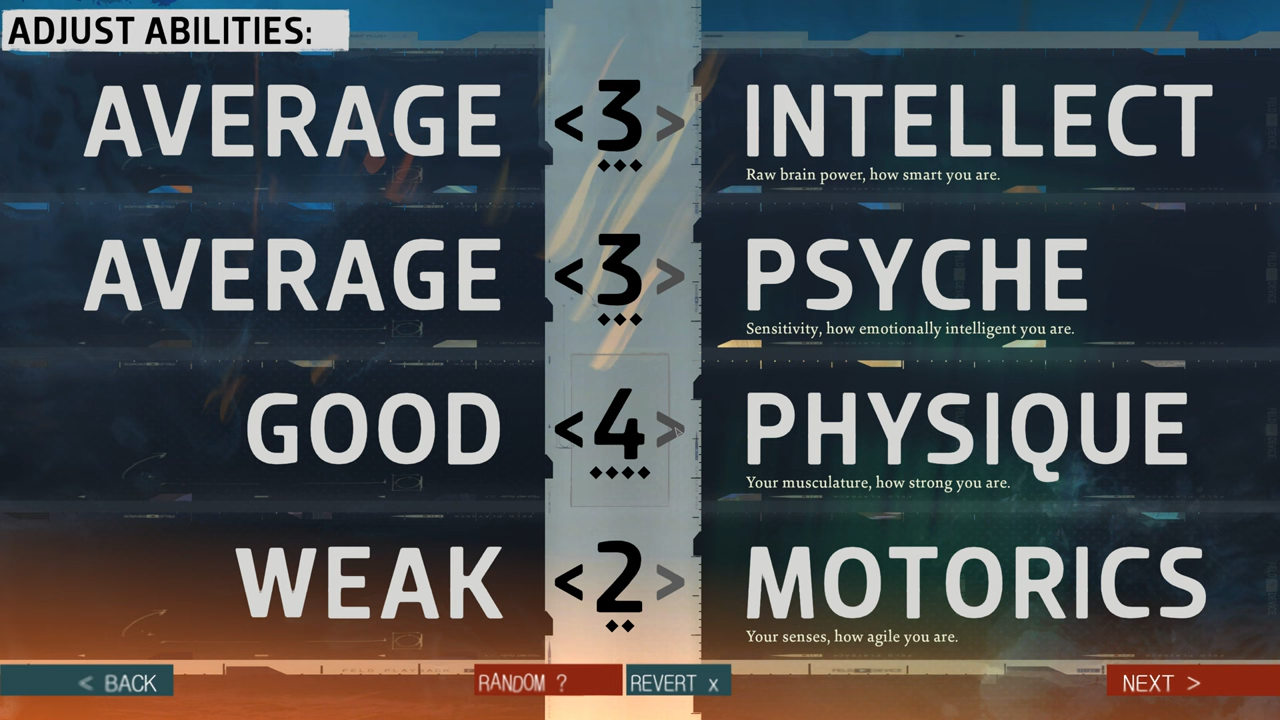 ADJUST ABILITIES:
AVERAGE <3> INTELLECT
Raw brain power, how smart you are.
AVERAGE <3> PSYCHE
Sensitivity, how emotionally intelligent you are.
GOOD <4> PHYSIQUE
Your musculature, how strong you are.
WEAK <2> MOTORICS
Your senses, how agile you are.
< BACK RANDOM ? REVERT x NEXT >